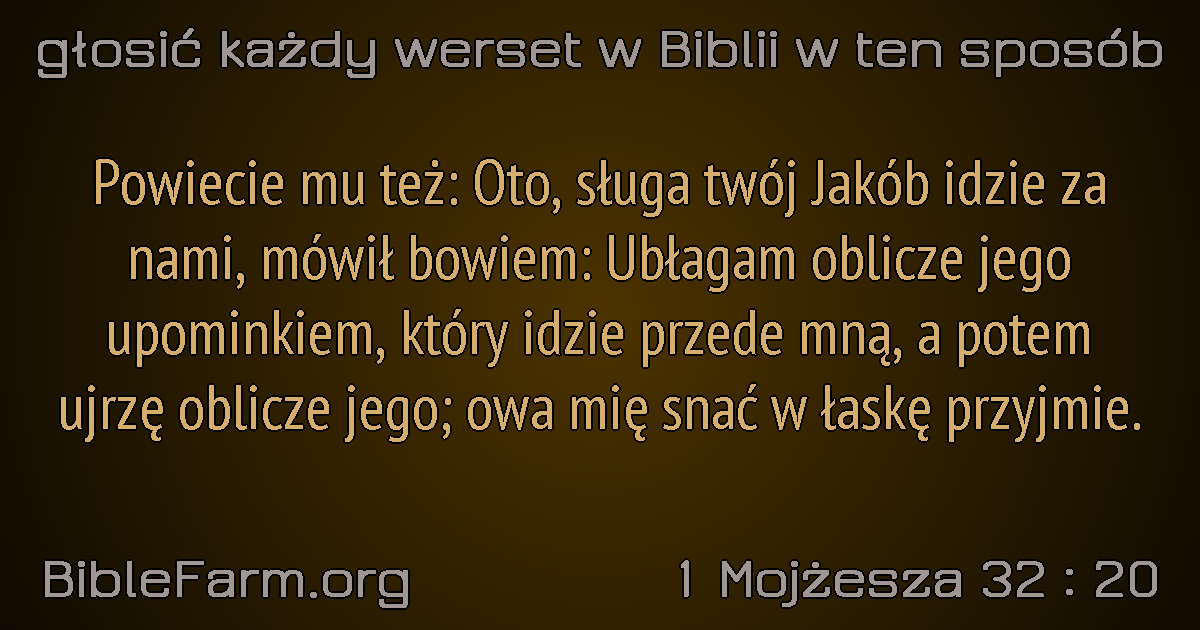 głosić każdy werset w Biblii w ten sposób
Powiecie mu też: Oto, sługa twój Jakób idzie za
nami, mówił bowiem: Ubłagam oblicze jego
upominkiem, który idzie przede mną, a potem
ujrzę oblicze jego; owa mię snać w łaskę przyjmie.
BibleFarm.org
1 Mojżesza 32 : 20